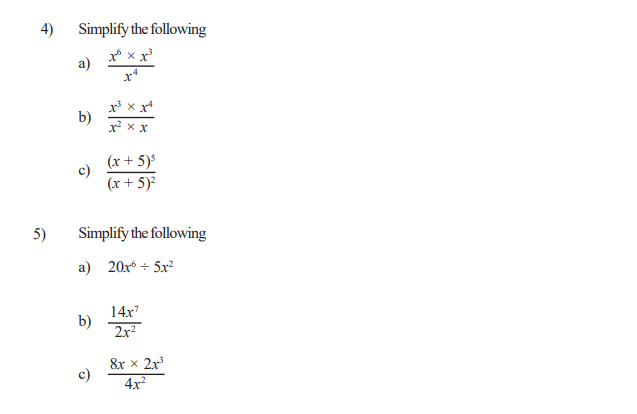 4) Simplify the following
a) x⁶ × x³
x⁴
b) x³ × x⁴
x² × x
c) (x + 5)⁵
(x + 5)²
5) Simplify the following
a) 20x⁶ ÷ 5x²
b) 14x⁷
2x²
c) 8x × 2x³
4x²